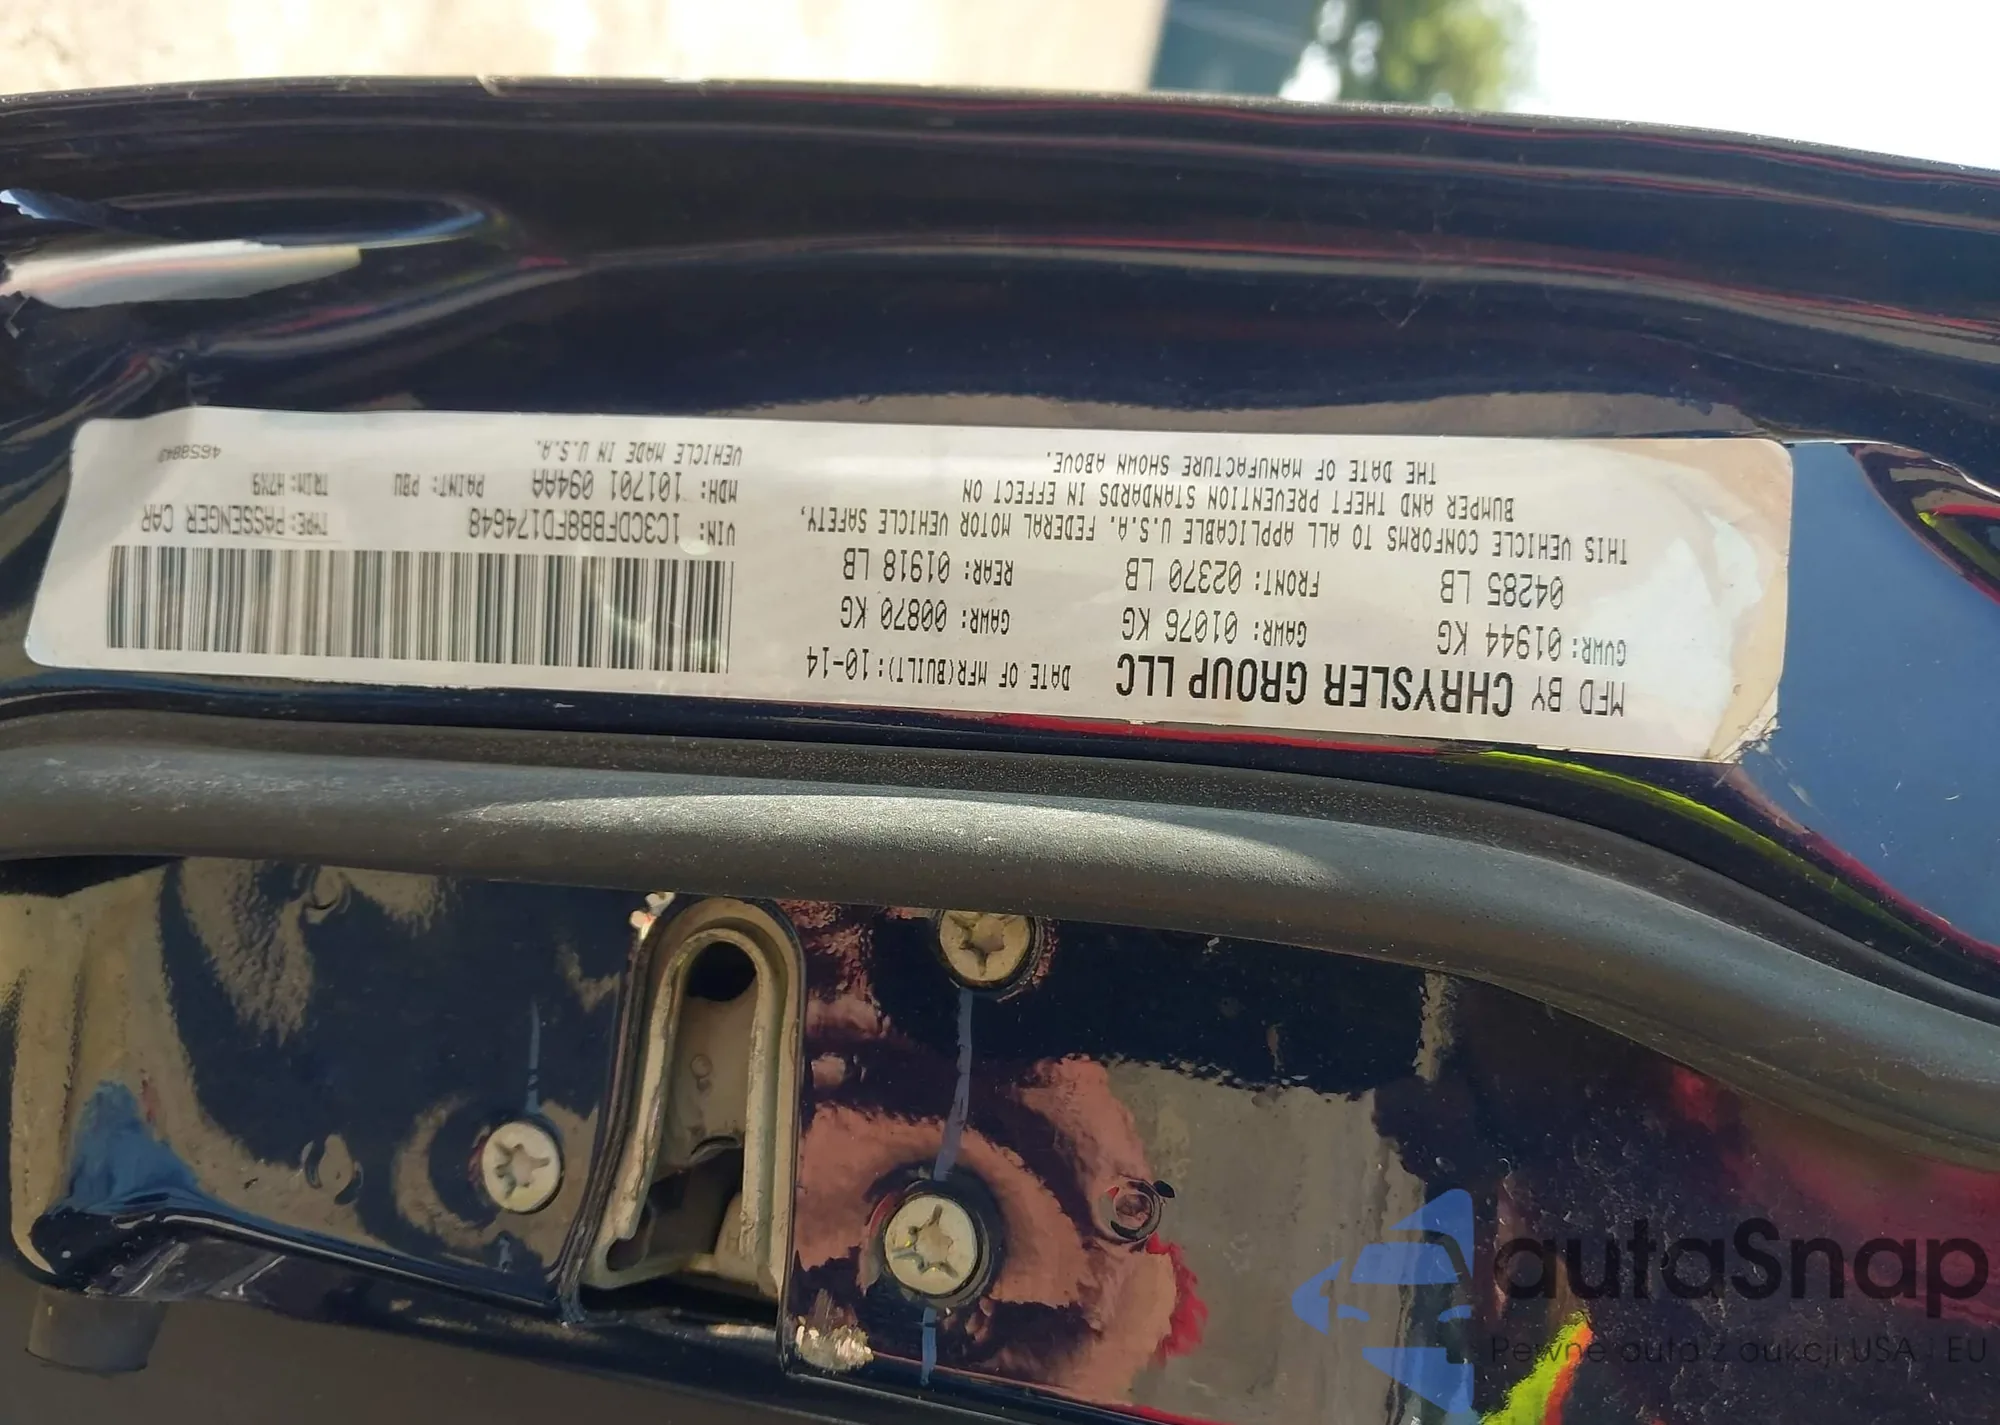 MFD BY CHRYSLER GROUP LLC DATE OF MFR(BUILT):10-14
GVWR: 01944 KG GAWR: 01076 KG GAWR: 00870 KG
04285 LB FRONT: 02370 LB REAR: 01918 LB
THIS VEHICLE CONFORMS TO ALL APPLICABLE U.S.A. FEDERAL MOTOR VEHICLE SAFETY,
BUMPER AND THEFT PREVENTION STANDARDS IN EFFECT ON
THE DATE OF MANUFACTURE SHOWN ABOVE.
VIN: 1C3CDFBB8FD174648 TYPE: PASSENGER CAR
MDH: 101701 094AA PAINT: PBU TRIM: H7X9
VEHICLE MADE IN U.S.A. 4658843
autaSnap
Pewne auto z aukcji USA i EU